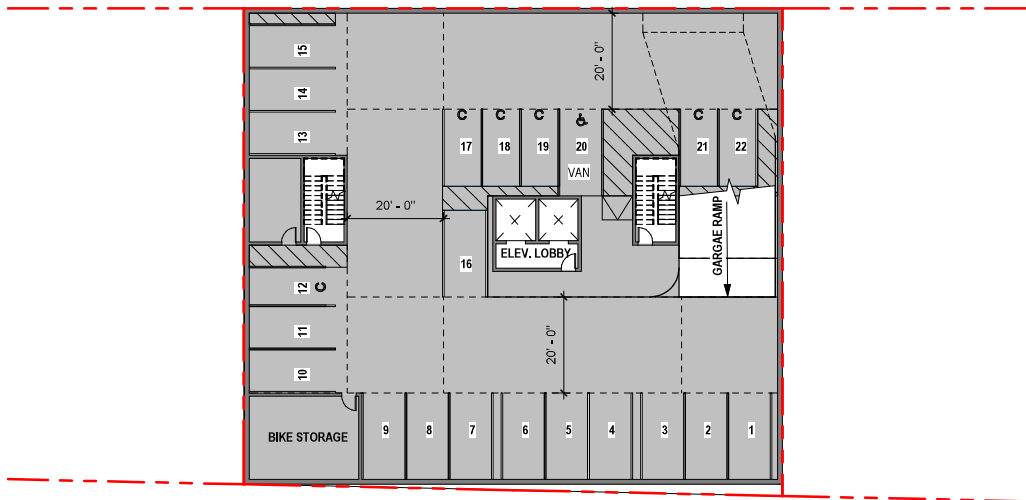 15
14
13
20' - 0"
C
C
C
C
C
17
18
19
20
21
22
VAN
20' - 0"
ELEV. LOBBY
16
GARGAE RAMP
12
C
11
10
20' - 0"
BIKE STORAGE
9
8
7
6
5
4
3
2
1